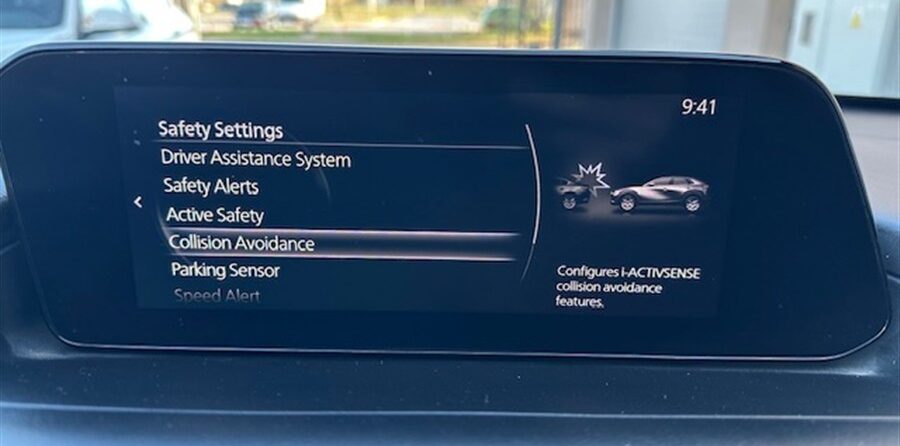 9:41
Safety Settings
Driver Assistance System
Safety Alerts
Active Safety
Collision Avoidance
Parking Sensor
Speed Alert
Configures i-ACTIVSENSE
collision avoidance
features.